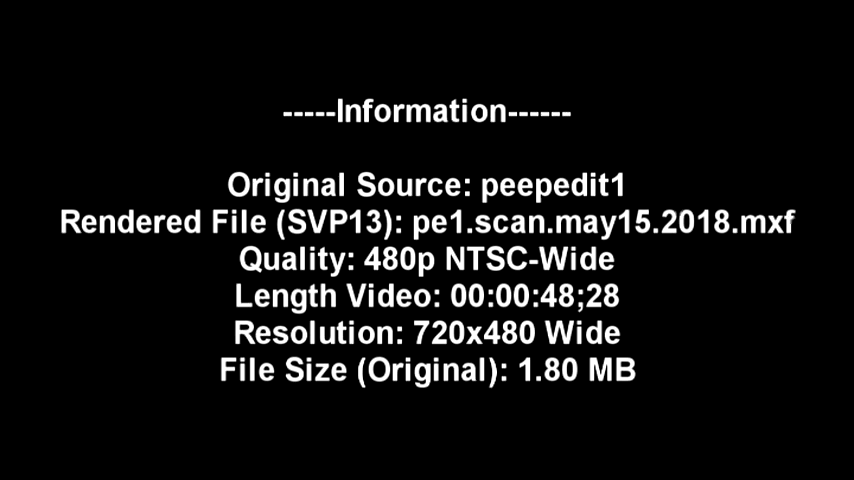 -----Information------
Original Source: peepedit1
Rendered File (SVP13): pe1.scan.may15.2018.mxf
Quality: 480p NTSC-Wide
Length Video: 00:00:48;28
Resolution: 720x480 Wide
File Size (Original): 1.80 MB